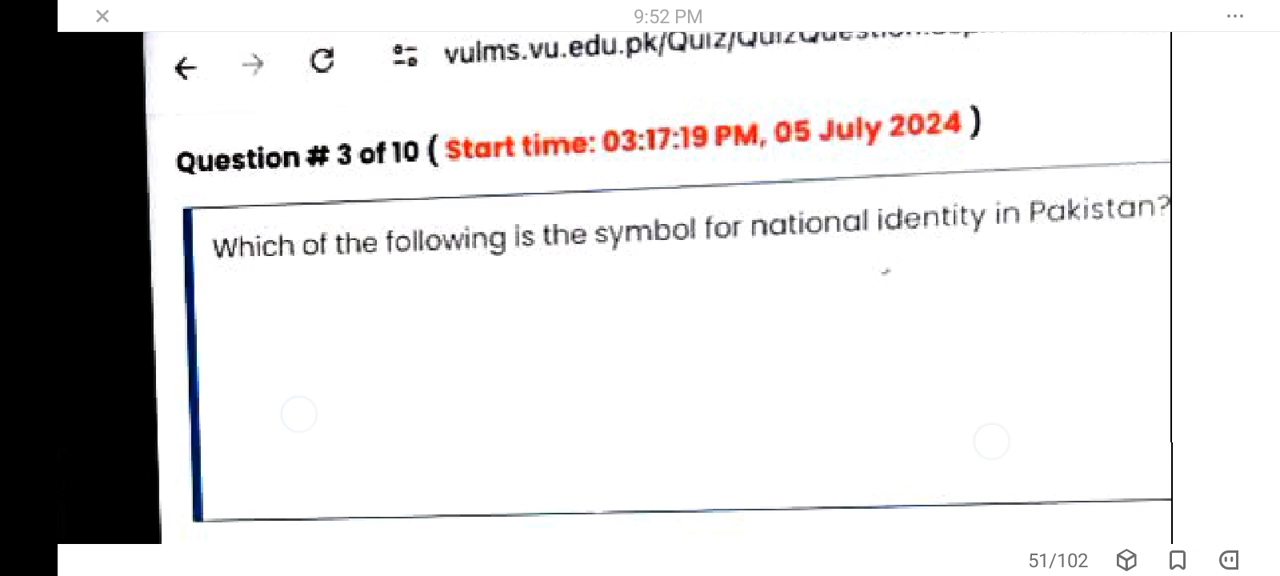 9:52 PM
vulms.vu.edu.pk/Quiz/QuizQuestion
Question # 3 of 10 ( Start time: 03:17:19 PM, 05 July 2024 )
Which of the following is the symbol for national identity in Pakistan?
51/102